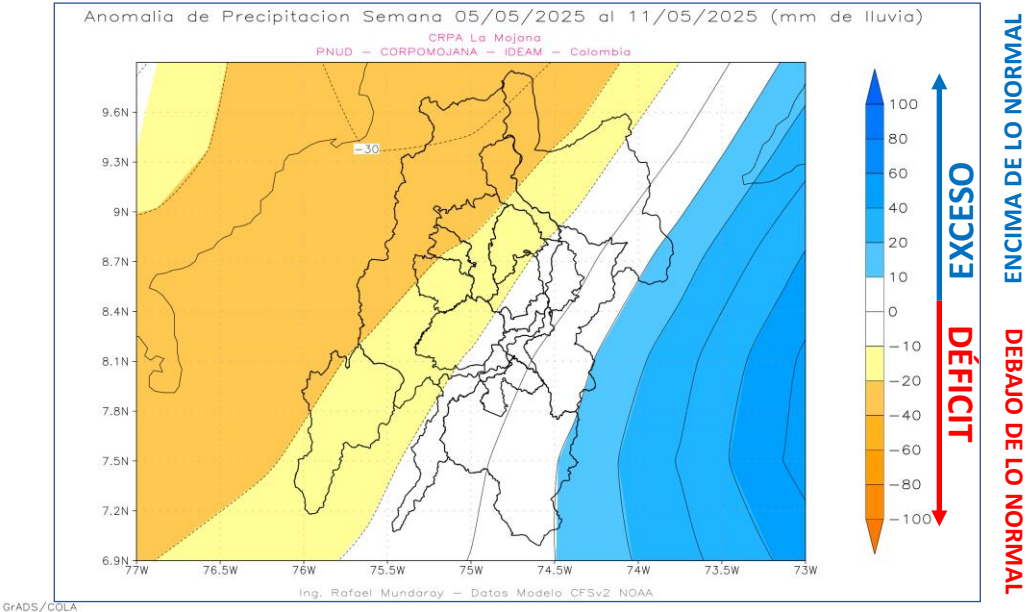 Anomalia de Precipitacion Semana 05/05/2025 al 11/05/2025 (mm de lluvia)
CRPA La Mojana
PNUD – CORPOMOJANA – IDEAM – Colombia
9.6N
9.3N
9N
8.7N
8.4N
8.1N
7.8N
7.5N
7.2N
6.9N
−30
77W
76.5W
76W
75.5W
75W
74.5W
74W
73.5W
73W
100
80
60
40
20
10
0
−10
−20
−40
−60
−80
−100
EXCESO
DÉFICIT
ENCIMA DE LO NORMAL
DEBAJO DE LO NORMAL
Ing. Rafael Mundaray – Datos Modelo CFSv2 NOAA
GrADS/COLA